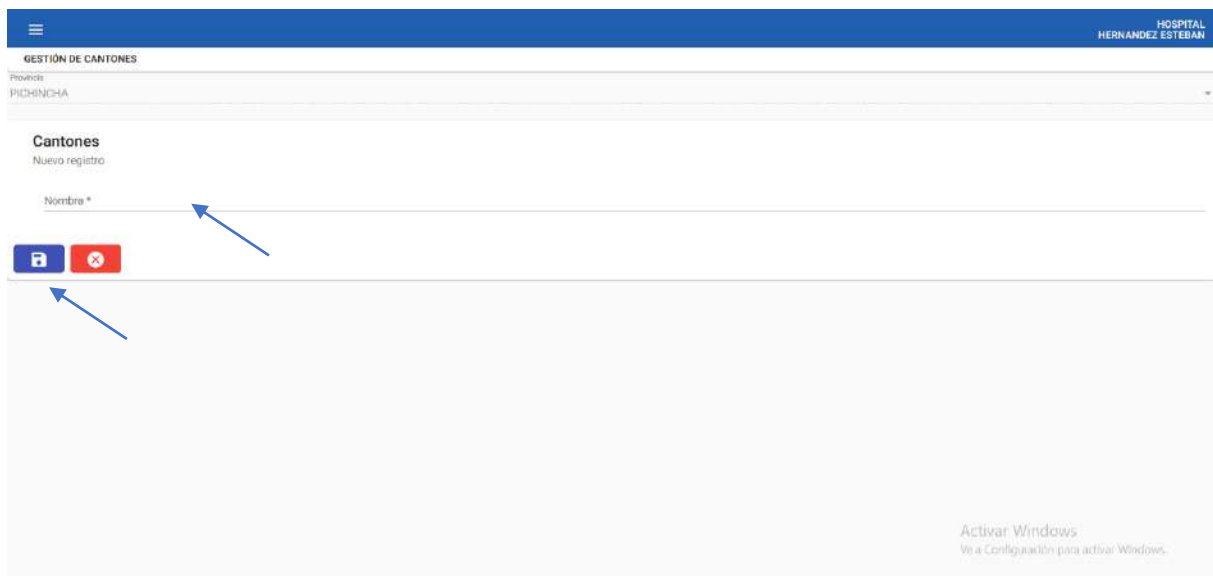 HOSPITAL
HERNANDEZ ESTEBAN
GESTIÓN DE CANTONES
Provincia
PICHINCHA
Cantones
Nuevo registro
Nombre *
Activar Windows
Ve a Configuración para activar Windows.